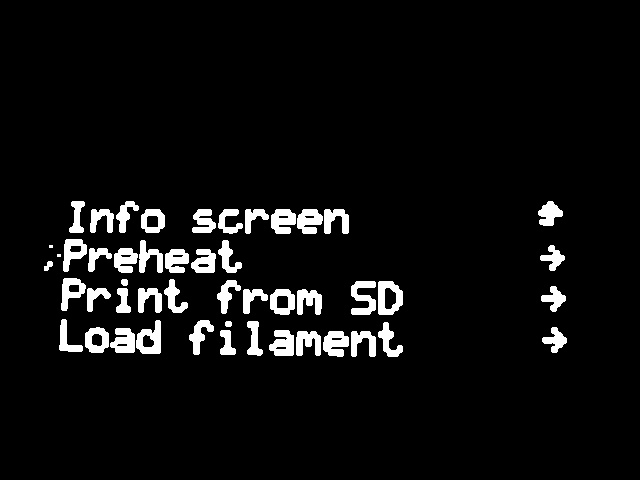 Info screen ↑
Preheat →
Print from SD →
Load filament →